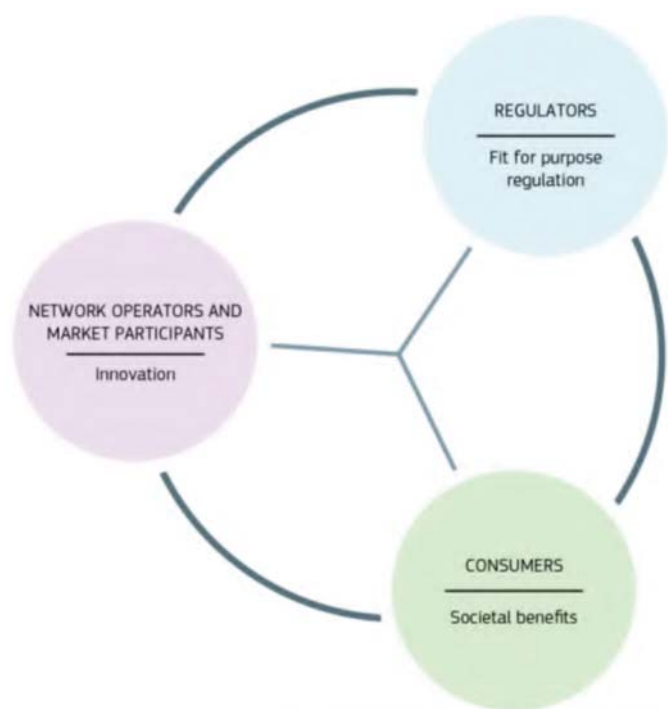 REGULATORS
Fit for purpose
regulation
NETWORK OPERATORS AND
MARKET PARTICIPANTS
Innovation
CONSUMERS
Societal benefits